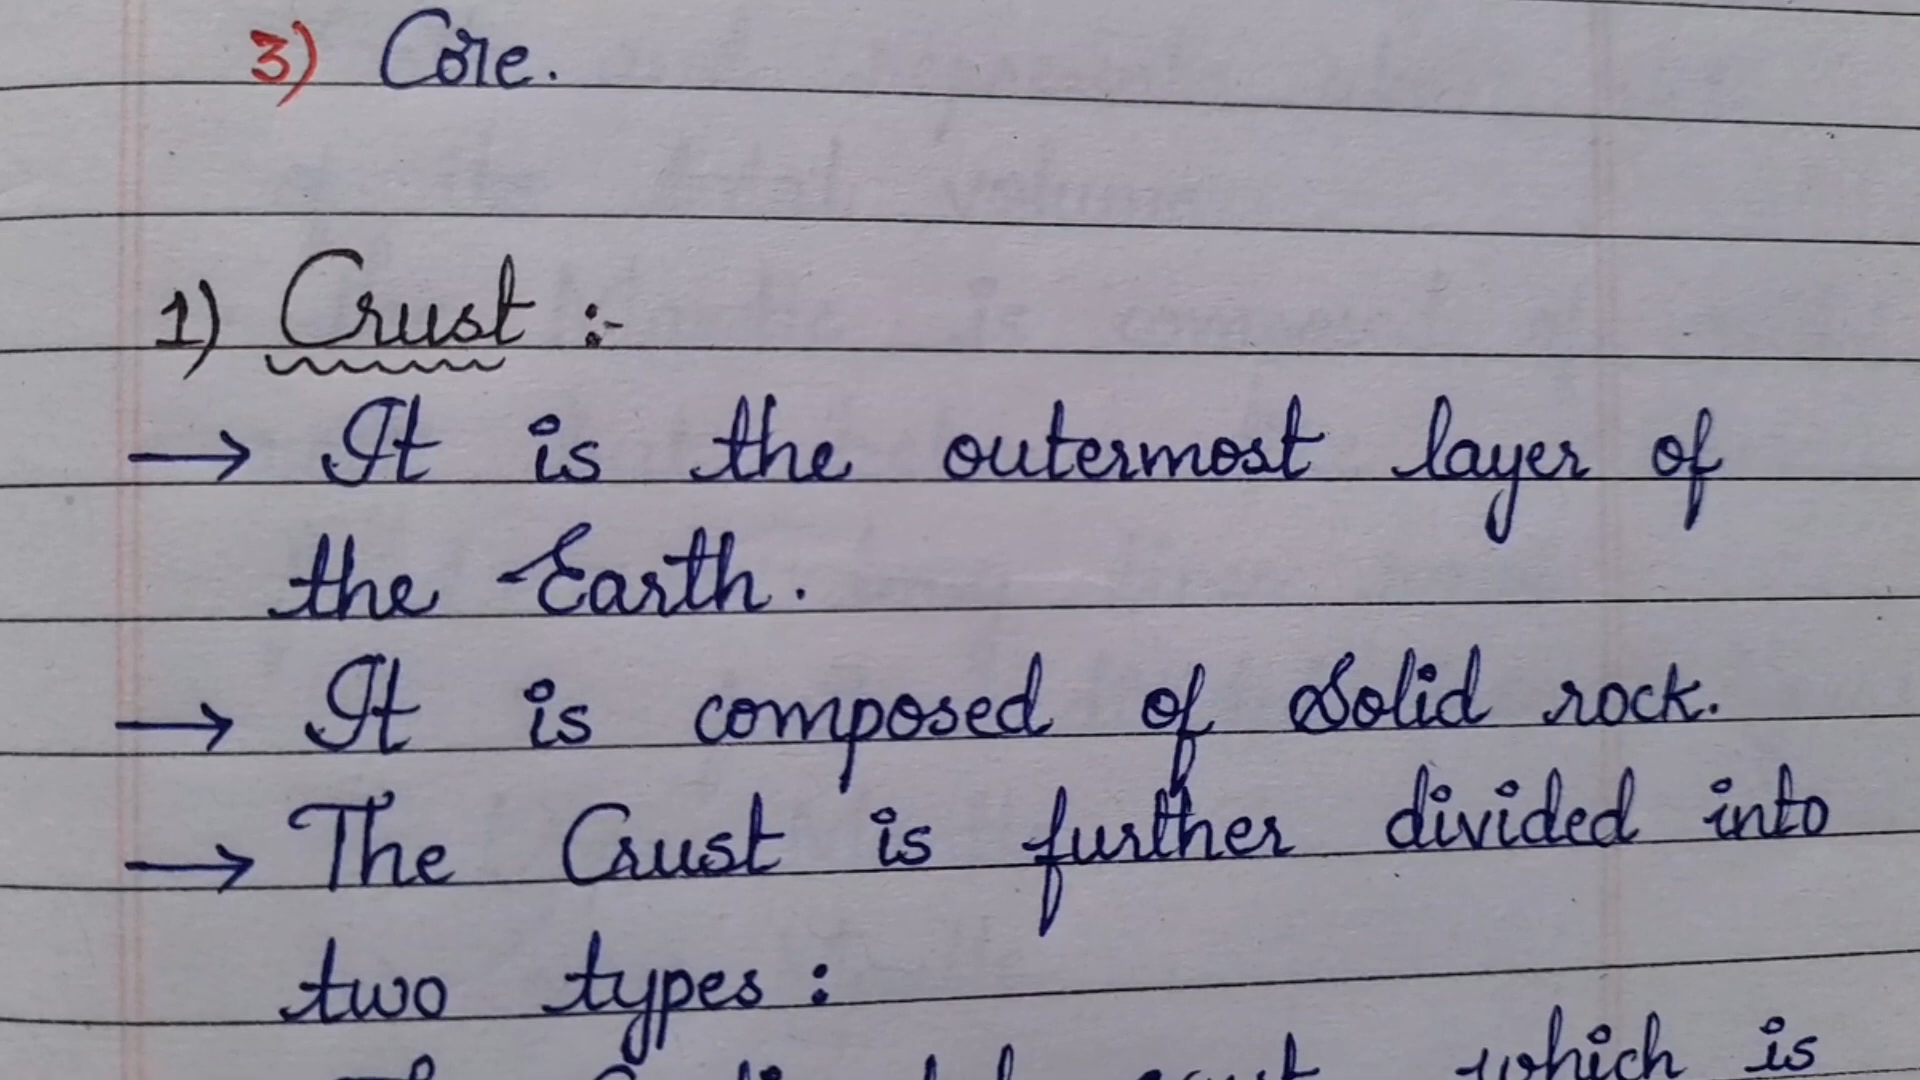 3) Core.
1) Crust :-
→ It is the outermost layer of
the Earth.
→ It is composed of Solid rock.
→ The Crust is further divided into
two types :
crust which is